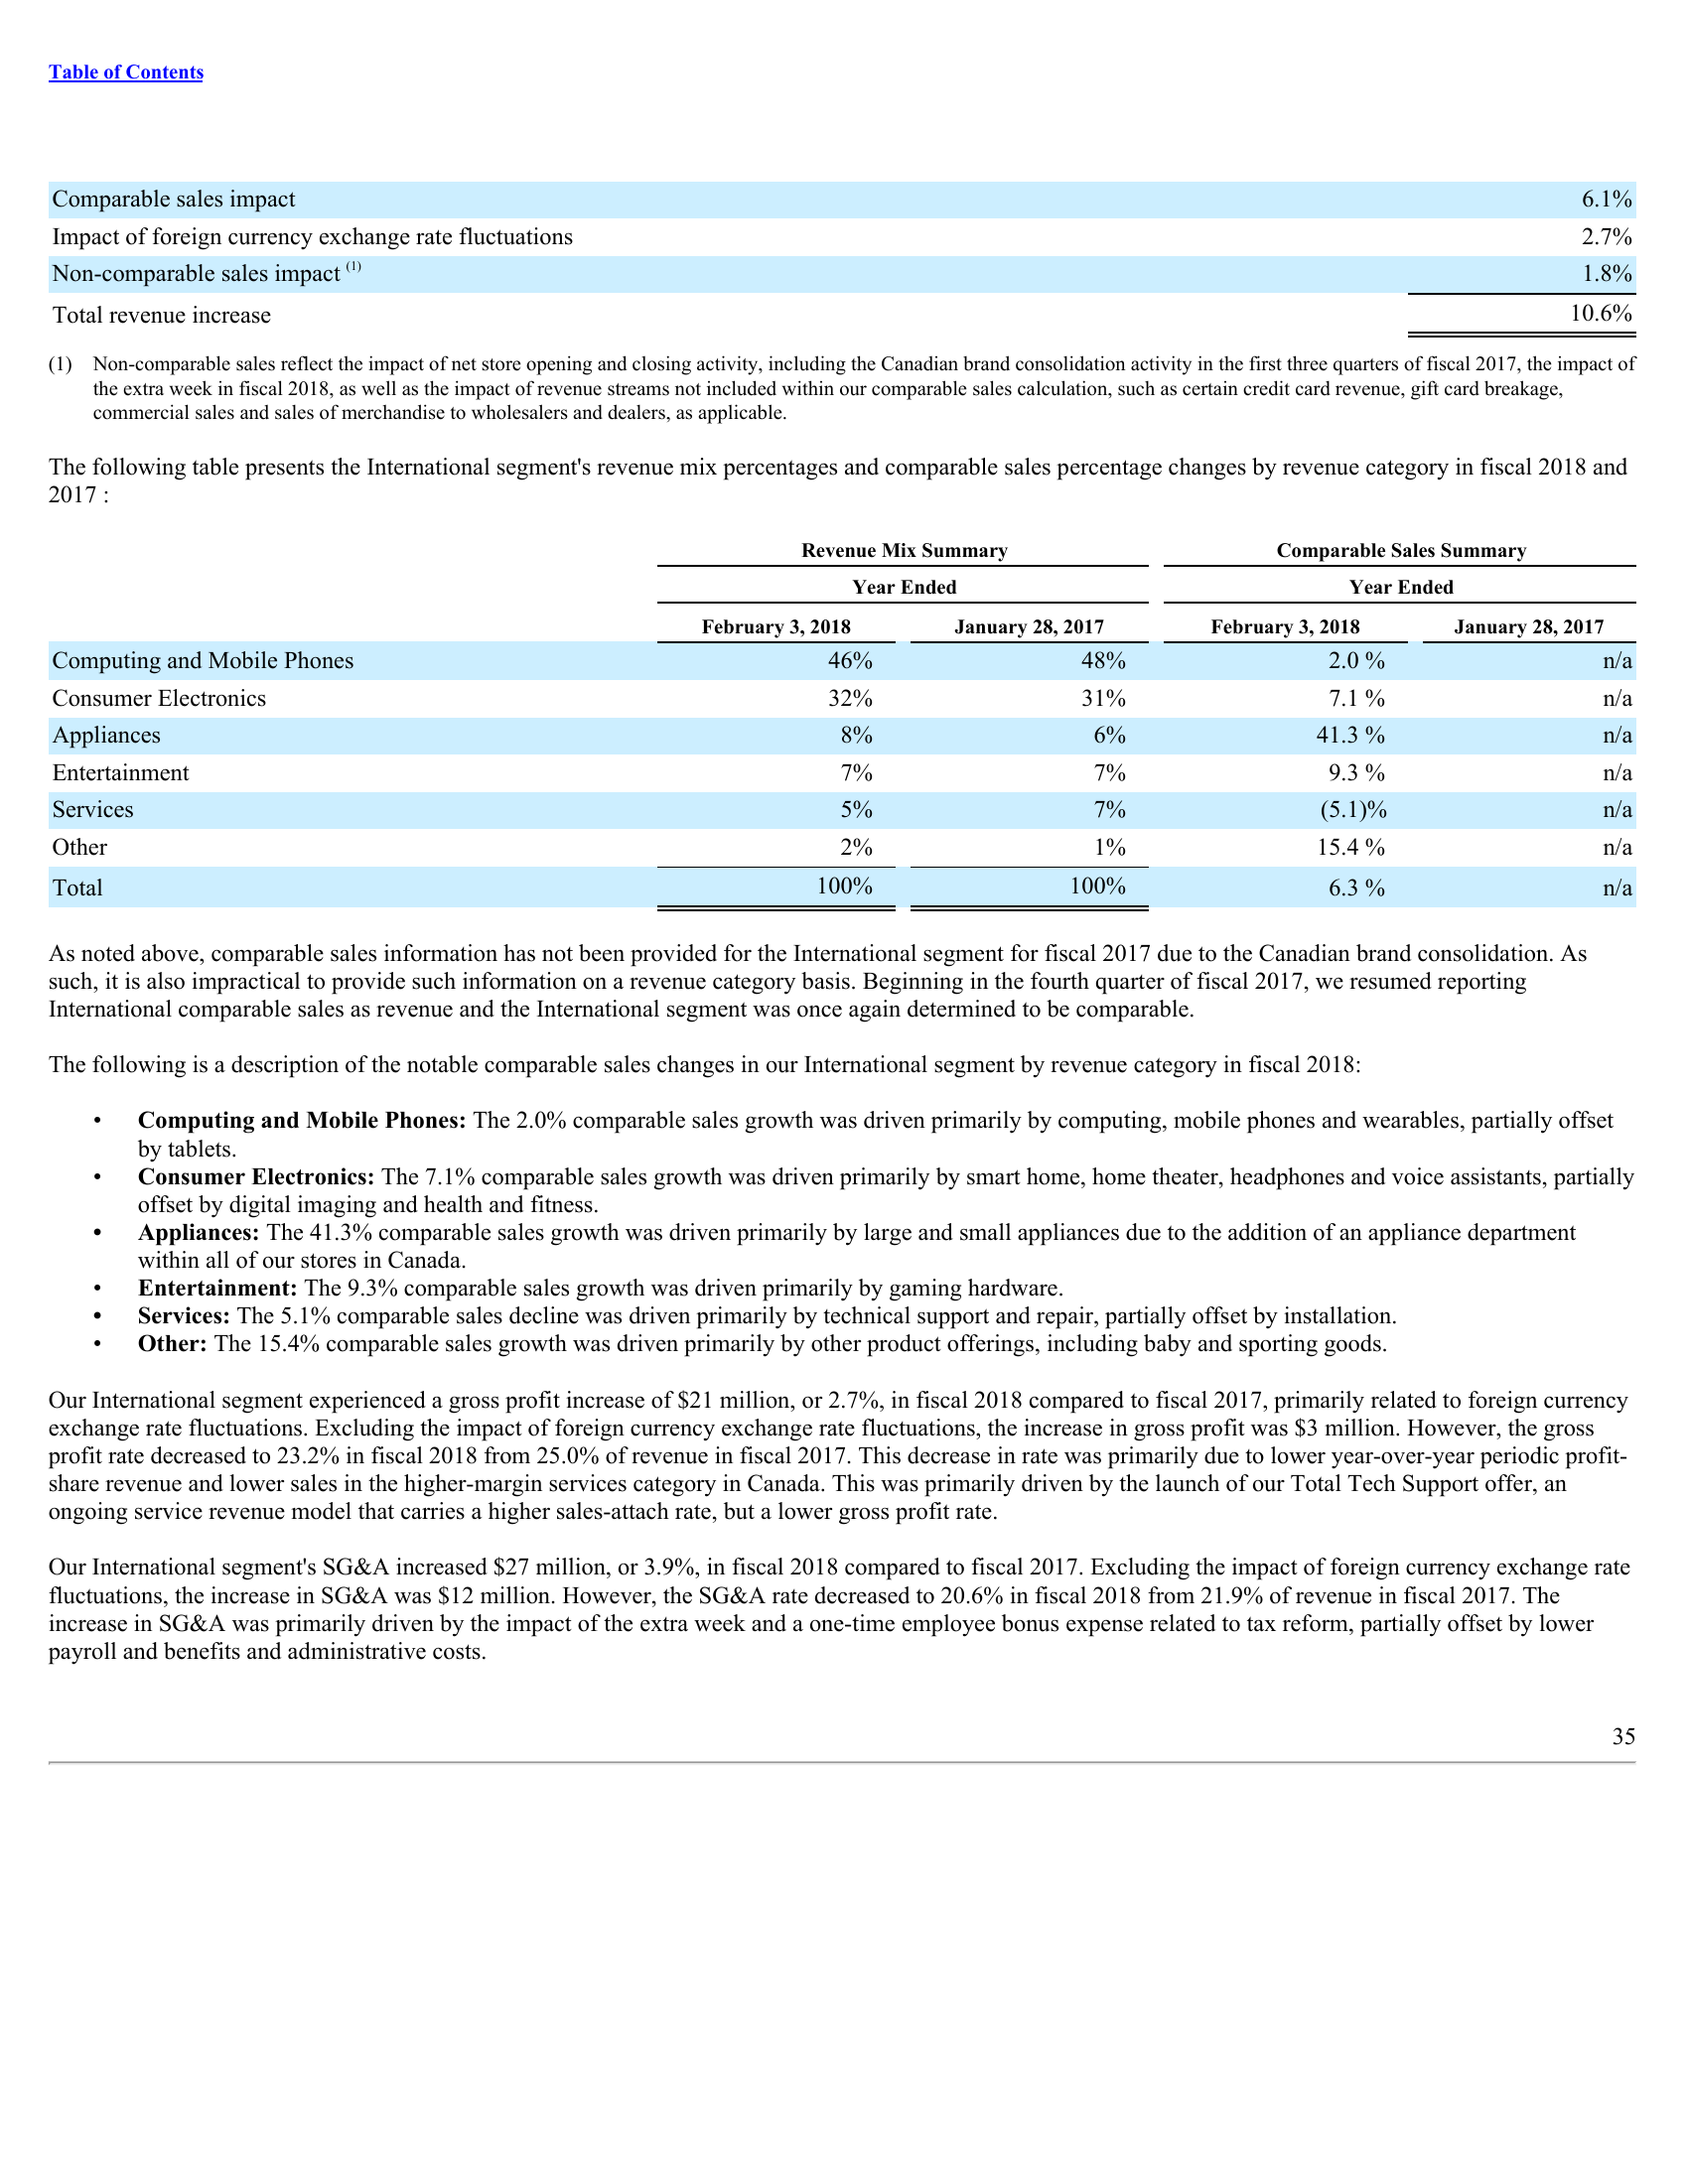 Table of Contents
Comparable sales impact 6.1%
Impact of foreign currency exchange rate fluctuations 2.7%
Non-comparable sales impact (1) 1.8%
Total revenue increase 10.6%
(1) Non-comparable sales reflect the impact of net store opening and closing activity, including the Canadian brand consolidation activity in the first three quarters of fiscal 2017, the impact of
the extra week in fiscal 2018, as well as the impact of revenue streams not included within our comparable sales calculation, such as certain credit card revenue, gift card breakage,
commercial sales and sales of merchandise to wholesalers and dealers, as applicable.
The following table presents the International segment's revenue mix percentages and comparable sales percentage changes by revenue category in fiscal 2018 and
2017 :
Revenue Mix Summary Comparable Sales Summary
Year Ended Year Ended
February 3, 2018 January 28, 2017 February 3, 2018 January 28, 2017
Computing and Mobile Phones 46% 48% 2.0 % n/a
Consumer Electronics 32% 31% 7.1 % n/a
Appliances 8% 6% 41.3 % n/a
Entertainment 7% 7% 9.3 % n/a
Services 5% 7% (5.1)% n/a
Other 2% 1% 15.4 % n/a
Total 100% 100% 6.3 % n/a
As noted above, comparable sales information has not been provided for the International segment for fiscal 2017 due to the Canadian brand consolidation. As
such, it is also impractical to provide such information on a revenue category basis. Beginning in the fourth quarter of fiscal 2017, we resumed reporting
International comparable sales as revenue and the International segment was once again determined to be comparable.
The following is a description of the notable comparable sales changes in our International segment by revenue category in fiscal 2018:
• Computing and Mobile Phones: The 2.0% comparable sales growth was driven primarily by computing, mobile phones and wearables, partially offset
by tablets.
• Consumer Electronics: The 7.1% comparable sales growth was driven primarily by smart home, home theater, headphones and voice assistants, partially
offset by digital imaging and health and fitness.
• Appliances: The 41.3% comparable sales growth was driven primarily by large and small appliances due to the addition of an appliance department
within all of our stores in Canada.
• Entertainment: The 9.3% comparable sales growth was driven primarily by gaming hardware.
• Services: The 5.1% comparable sales decline was driven primarily by technical support and repair, partially offset by installation.
• Other: The 15.4% comparable sales growth was driven primarily by other product offerings, including baby and sporting goods.
Our International segment experienced a gross profit increase of $21 million, or 2.7%, in fiscal 2018 compared to fiscal 2017, primarily related to foreign currency
exchange rate fluctuations. Excluding the impact of foreign currency exchange rate fluctuations, the increase in gross profit was $3 million. However, the gross
profit rate decreased to 23.2% in fiscal 2018 from 25.0% of revenue in fiscal 2017. This decrease in rate was primarily due to lower year-over-year periodic profit-
share revenue and lower sales in the higher-margin services category in Canada. This was primarily driven by the launch of our Total Tech Support offer, an
ongoing service revenue model that carries a higher sales-attach rate, but a lower gross profit rate.
Our International segment's SG&A increased $27 million, or 3.9%, in fiscal 2018 compared to fiscal 2017. Excluding the impact of foreign currency exchange rate
fluctuations, the increase in SG&A was $12 million. However, the SG&A rate decreased to 20.6% in fiscal 2018 from 21.9% of revenue in fiscal 2017. The
increase in SG&A was primarily driven by the impact of the extra week and a one-time employee bonus expense related to tax reform, partially offset by lower
payroll and benefits and administrative costs.
35